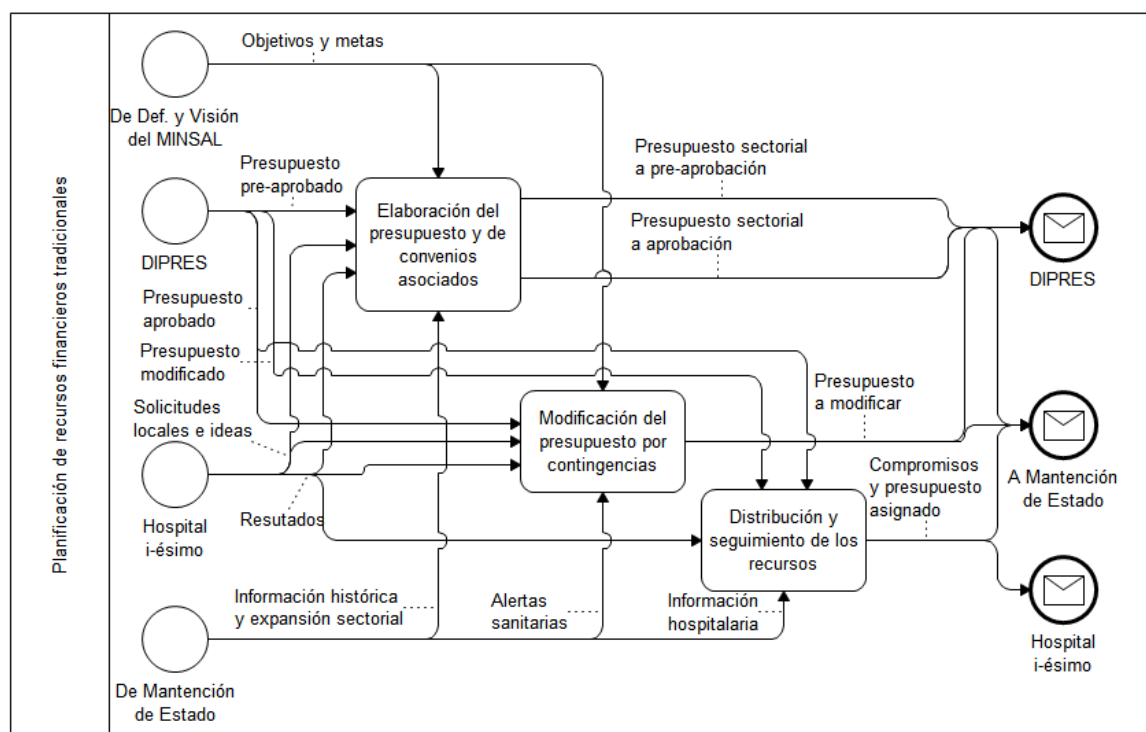 Planificación de recursos financieros tradicionales
Objetivos y metas
De Def. y Visión
del MINSAL
Presupuesto
pre-aprobado
DIPRES
Presupuesto
aprobado
Presupuesto
modificado
Solicitudes
locales e ideas
Hospital
i-ésimo
Resutados
Información histórica
y expansión sectorial
De Mantención
de Estado
Elaboración del
presupuesto y de
convenios
asociados
Presupuesto sectorial
a pre-aprobación
Presupuesto sectorial
a aprobación
Modificación del
presupuesto por
contingencias
Presupuesto
a modificar
Alertas
sanitarias
Distribución y
seguimiento de los
recursos
Información
hospitalaria
Compromisos
y presupuesto
asignado
DIPRES
A Mantención
de Estado
Hospital
i-ésimo